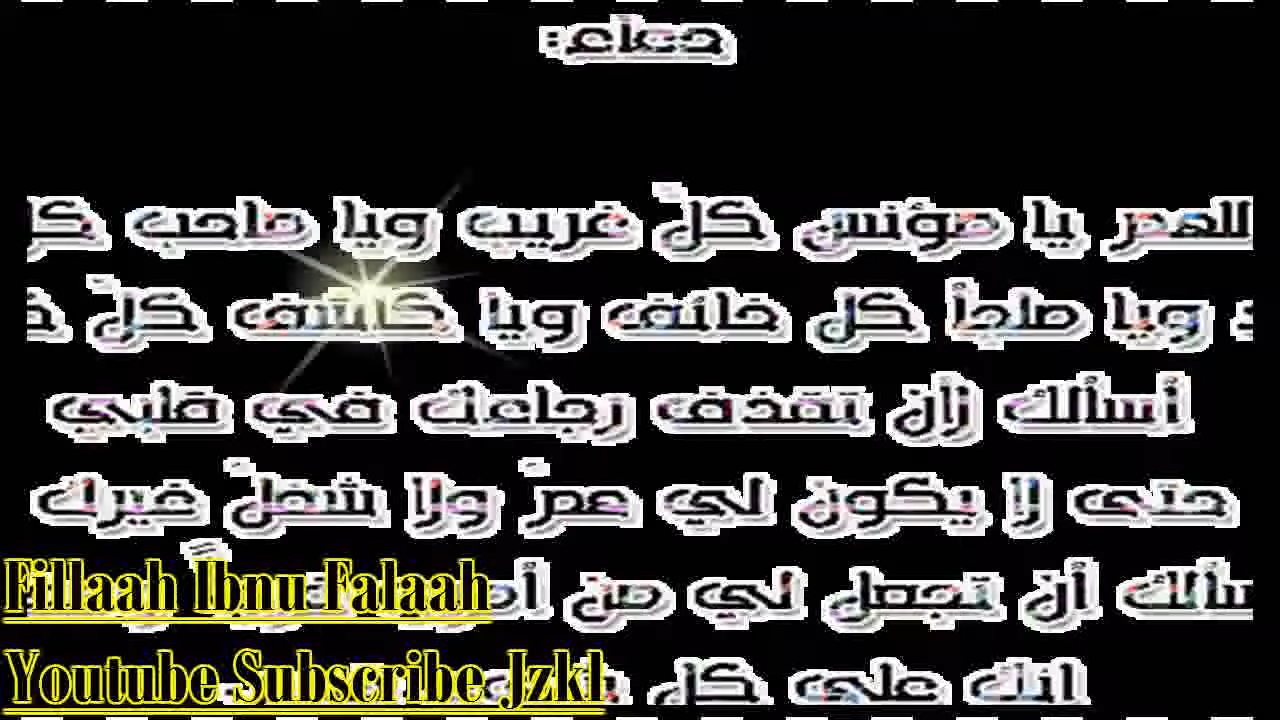 دعاء:
اللهم يا مؤنس كلّ غريب ويا صاحب
ويا ملجأ كل خائف ويا كاشف كلّ
أسألك أن تقذف رجاءك في قلبي
حتى لا يكون لي همّ ولا شغلّ غيرك
أن تجعل لي من
انك على كل
Fillaah Ibnu Falaah
Youtube Subscribe Jzkl